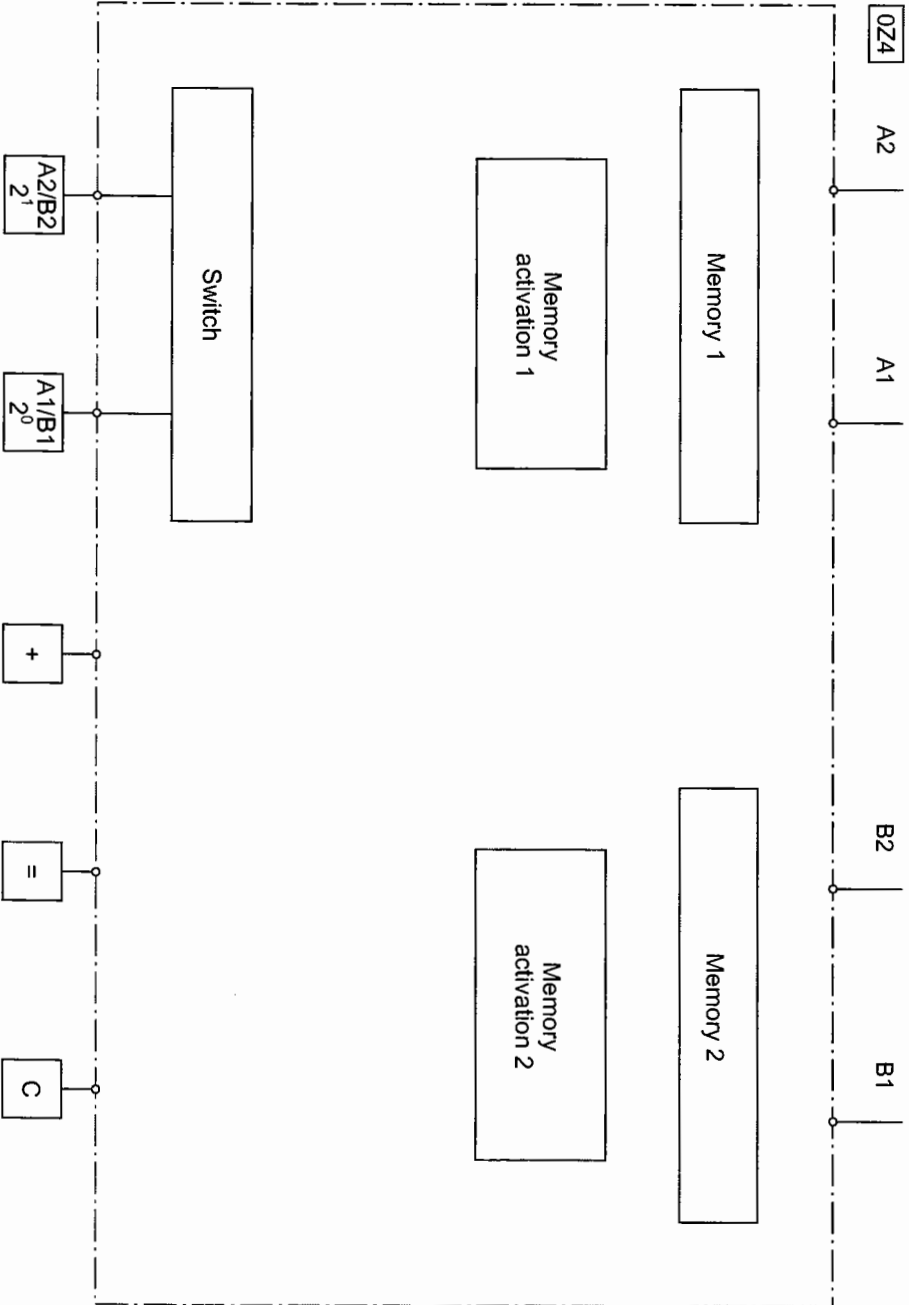 0Z4
A2
A1
B2
B1
Memory 1
Memory 2
Memory
activation 1
Memory
activation 2
Switch
A2/B2
2¹
A1/B1
2⁰
+
=
C